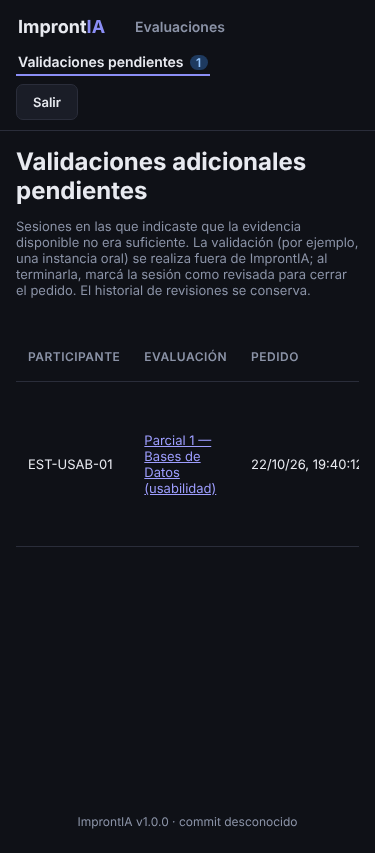 ImprontIA Evaluaciones
Validaciones pendientes 1
Salir
Validaciones adicionales
pendientes
Sesiones en las que indicaste que la evidencia
disponible no era suficiente. La validación (por ejemplo,
una instancia oral) se realiza fuera de ImprontIA; al
terminarla, marcá la sesión como revisada para cerrar
el pedido. El historial de revisiones se conserva.
PARTICIPANTE EVALUACIÓN PEDIDO
EST-USAB-01
Parcial 1 —
Bases de
Datos
(usabilidad)
22/10/26, 19:40:12
ImprontIA v1.0.0 · commit desconocido